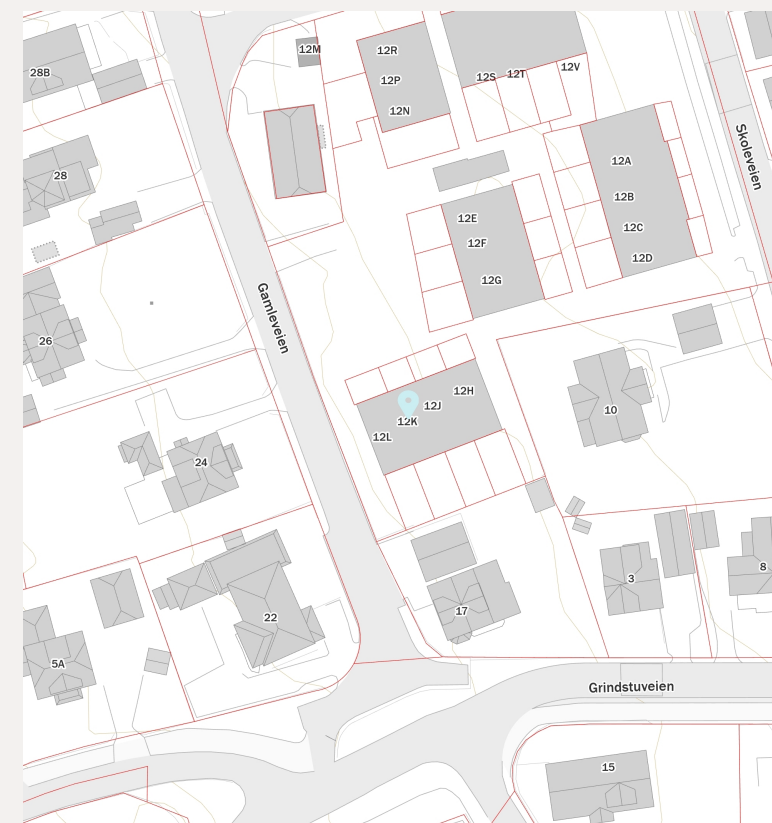 12M
12R
28B
12V
12T
12S
12P
12N
Skoleveien
12A
28
12B
12E
12C
12F
12D
12G
Gamleveien
26
12H
12J
10
12K
12L
24
3
8
17
22
5A
Grindstuveien
15